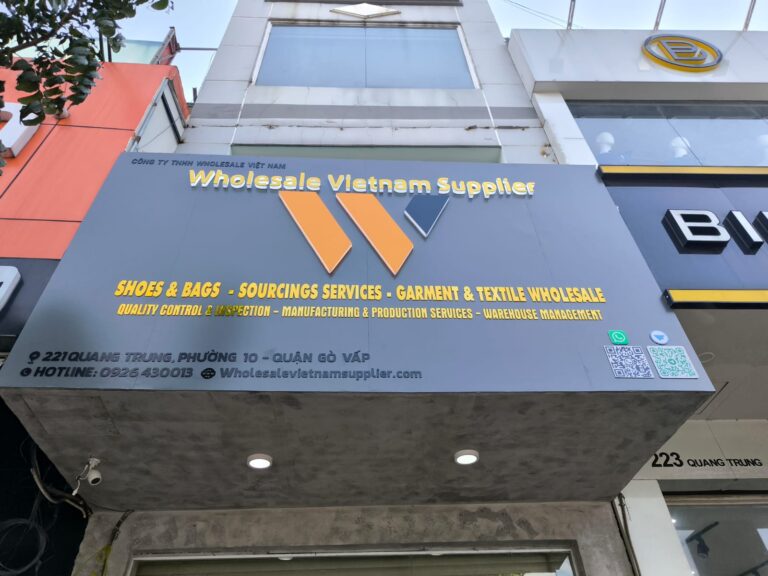 CÔNG TY TNHH WHOLESALE VIỆT NAM
Wholesale Vietnam Supplier
SHOES & BAGS - SOURCINGS SERVICES - GARMENT & TEXTILE WHOLESALE
QUALITY CONTROL & INSPECTION - MANUFACTURING & PRODUCTION SERVICES - WAREHOUSE MANAGEMENT
221 QUANG TRUNG, PHƯỜNG 10 - QUẬN GÒ VẤP
HOTLINE: 0926 430013 Wholesalevietnamsupplier.com
223 QUANG TRUNG